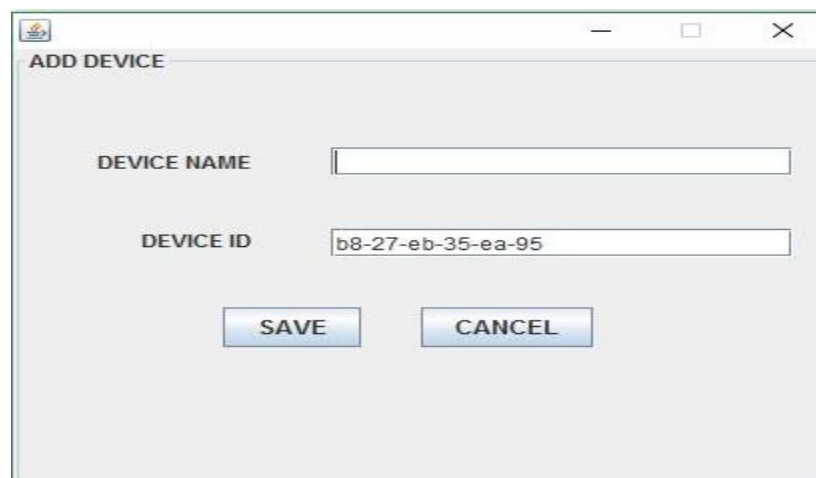 ADD DEVICE
DEVICE NAME
DEVICE ID b8-27-eb-35-ea-95
SAVE CANCEL